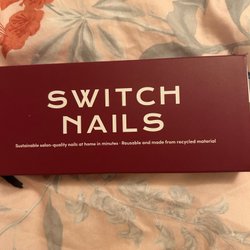 SWITCH
NAILS
Sustainable salon-quality nails at home in minutes · Reusable and made from recycled material